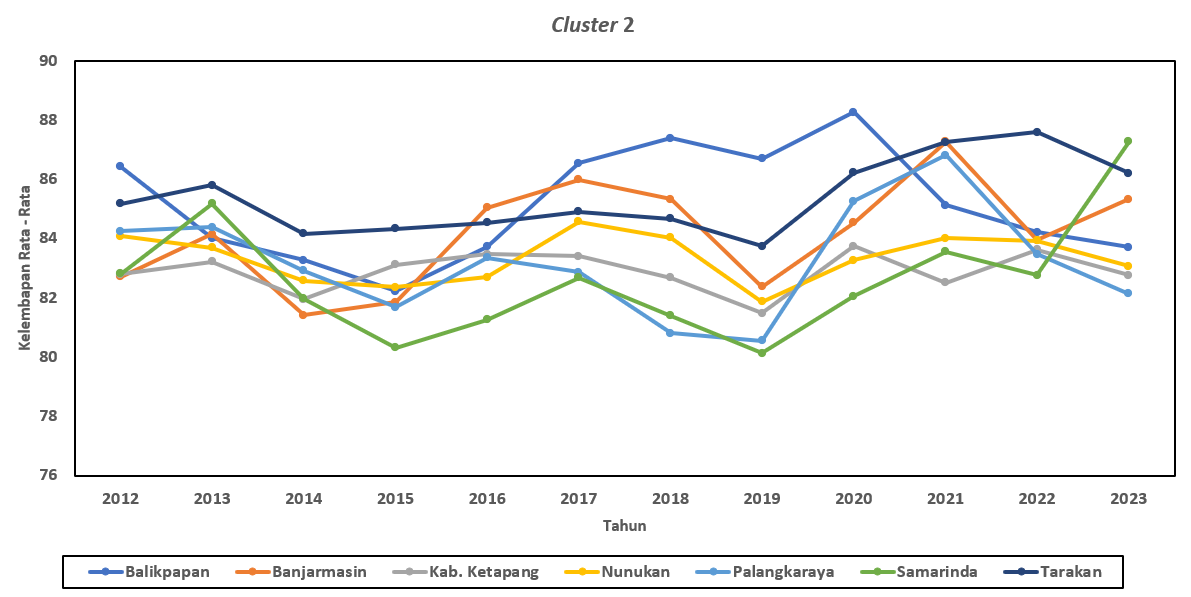 Cluster 2
Kelembapan Rata - Rata
90
88
86
84
82
80
78
76
2012 2013 2014 2015 2016 2017 2018 2019 2020 2021 2022 2023
Tahun
Balikpapan Banjarmasin Kab. Ketapang Nunukan Palangkaraya Samarinda Tarakan